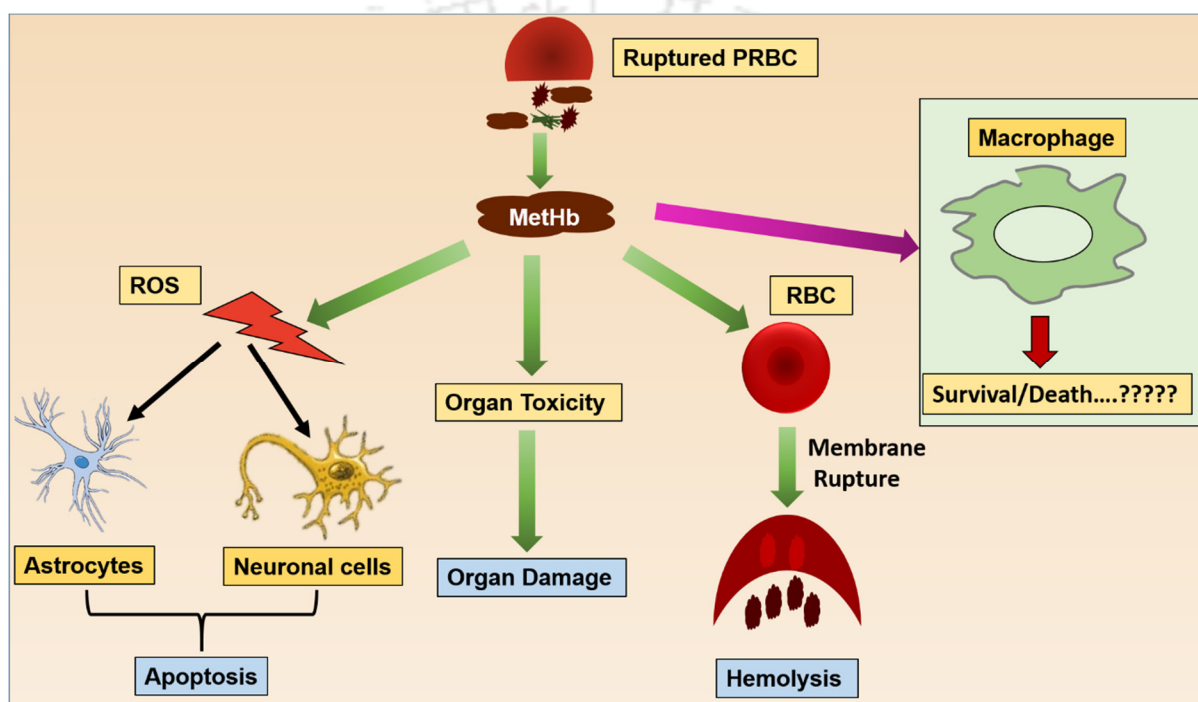 Ruptured PRBC
Macrophage
MetHb
ROS
RBC
Organ Toxicity
Survival/Death....?????
Membrane
Rupture
Astrocytes
Neuronal cells
Organ Damage
Apoptosis
Hemolysis